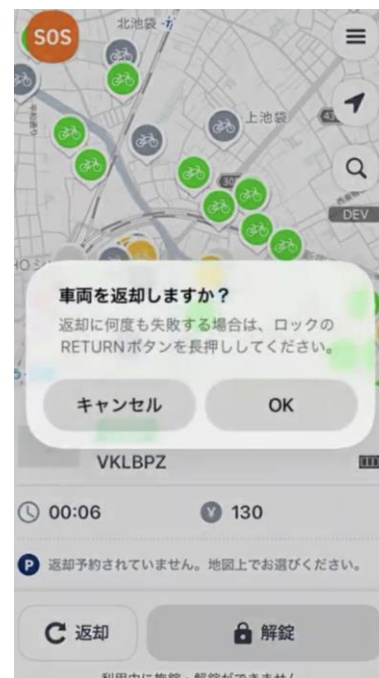 SOS
北池袋
上池袋
DEV
車両を返却しますか?
返却に何度も失敗する場合は、ロックの
RETURNボタンを長押ししてください。
キャンセル
OK
VKLBPZ
00:06
¥ 130
P 返却予約されていません。地図上でお選びください。
返却
解錠